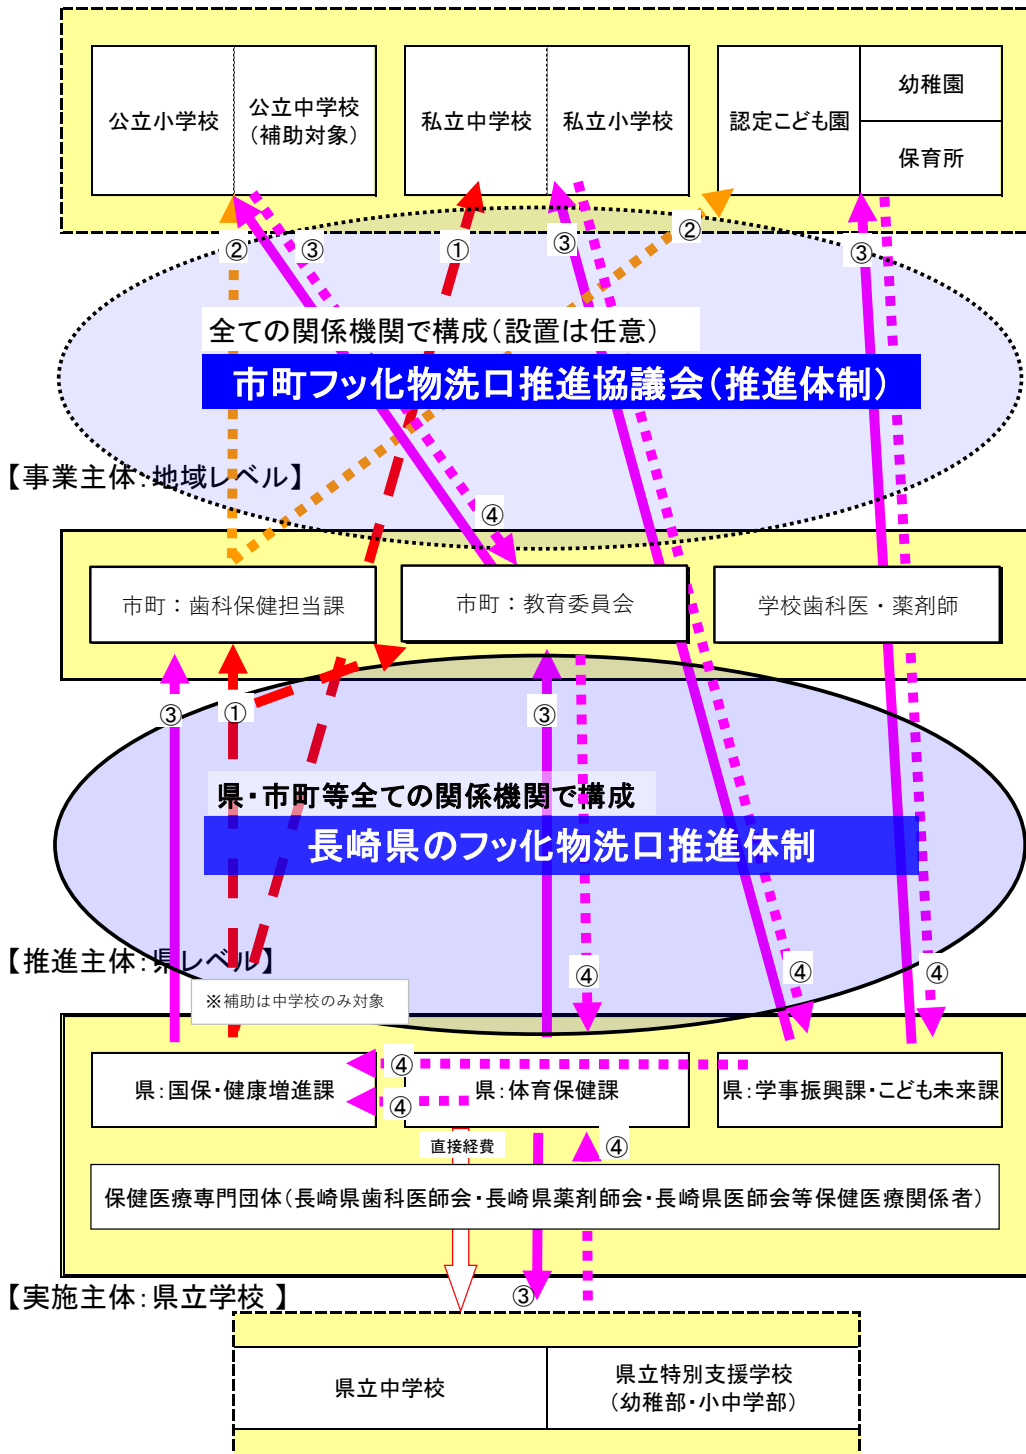 公立小学校
公立中学校
(補助対象)
私立中学校
私立小学校
認定こども園
幼稚園
保育所
②
③
①
③
②
③
全ての関係機関で構成(設置は任意)
市町フッ化物洗口推進協議会(推進体制)
【事業主体:地域レベル】
④
市町：歯科保健担当課
市町：教育委員会
学校歯科医・薬剤師
③
①
③
県・市町等全ての関係機関で構成
長崎県のフッ化物洗口推進体制
【推進主体:県レベル】
④
④
④
※補助は中学校のみ対象
④
④
県:国保・健康増進課
県:体育保健課
県:学事振興課・こども未来課
直接経費
④
保健医療専門団体(長崎県歯科医師会・長崎県薬剤師会・長崎県医師会等保健医療関係者)
【実施主体:県立学校 】
③
県立中学校
県立特別支援学校
(幼稚部・小中学部)